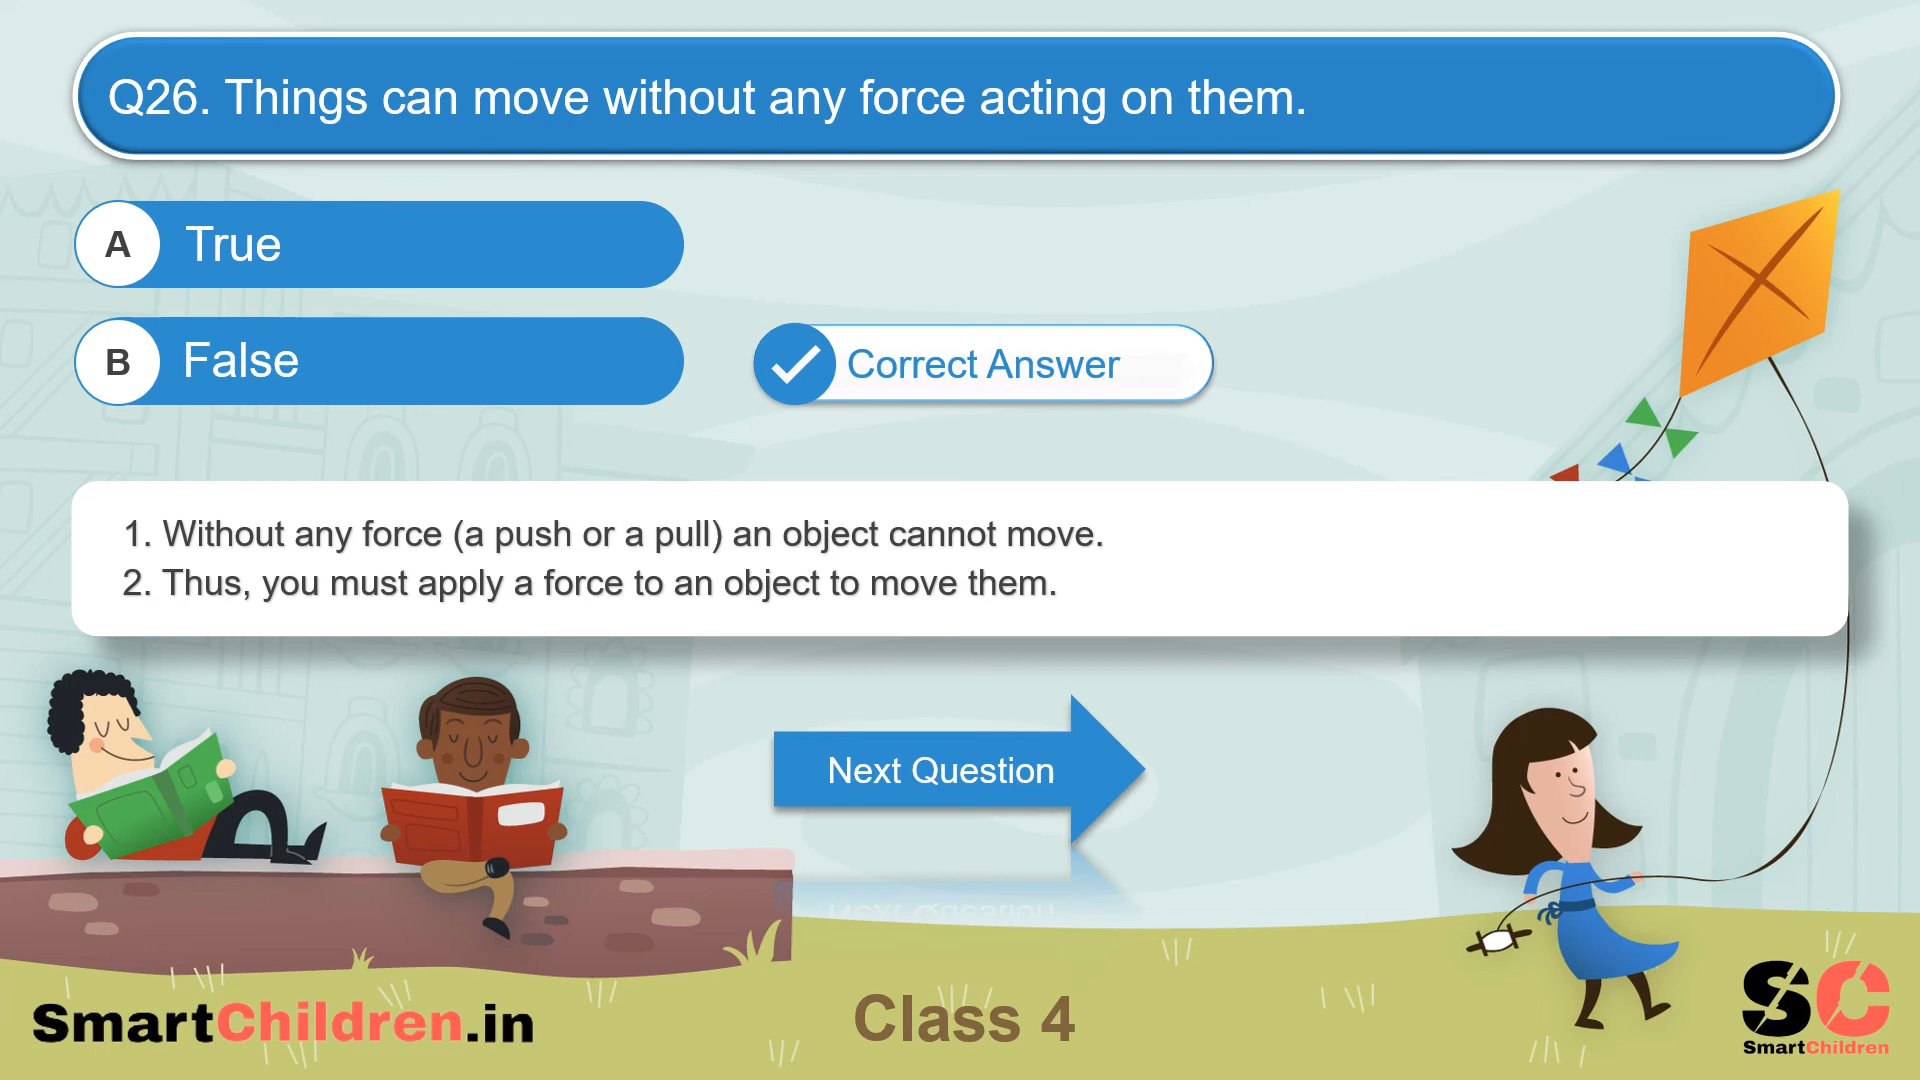 Q26. Things can move without any force acting on them.
A True
B False
Correct Answer
1. Without any force (a push or a pull) an object cannot move.
2. Thus, you must apply a force to an object to move them.
Next Question
SmartChildren.in
Class 4
SC
SmartChildren